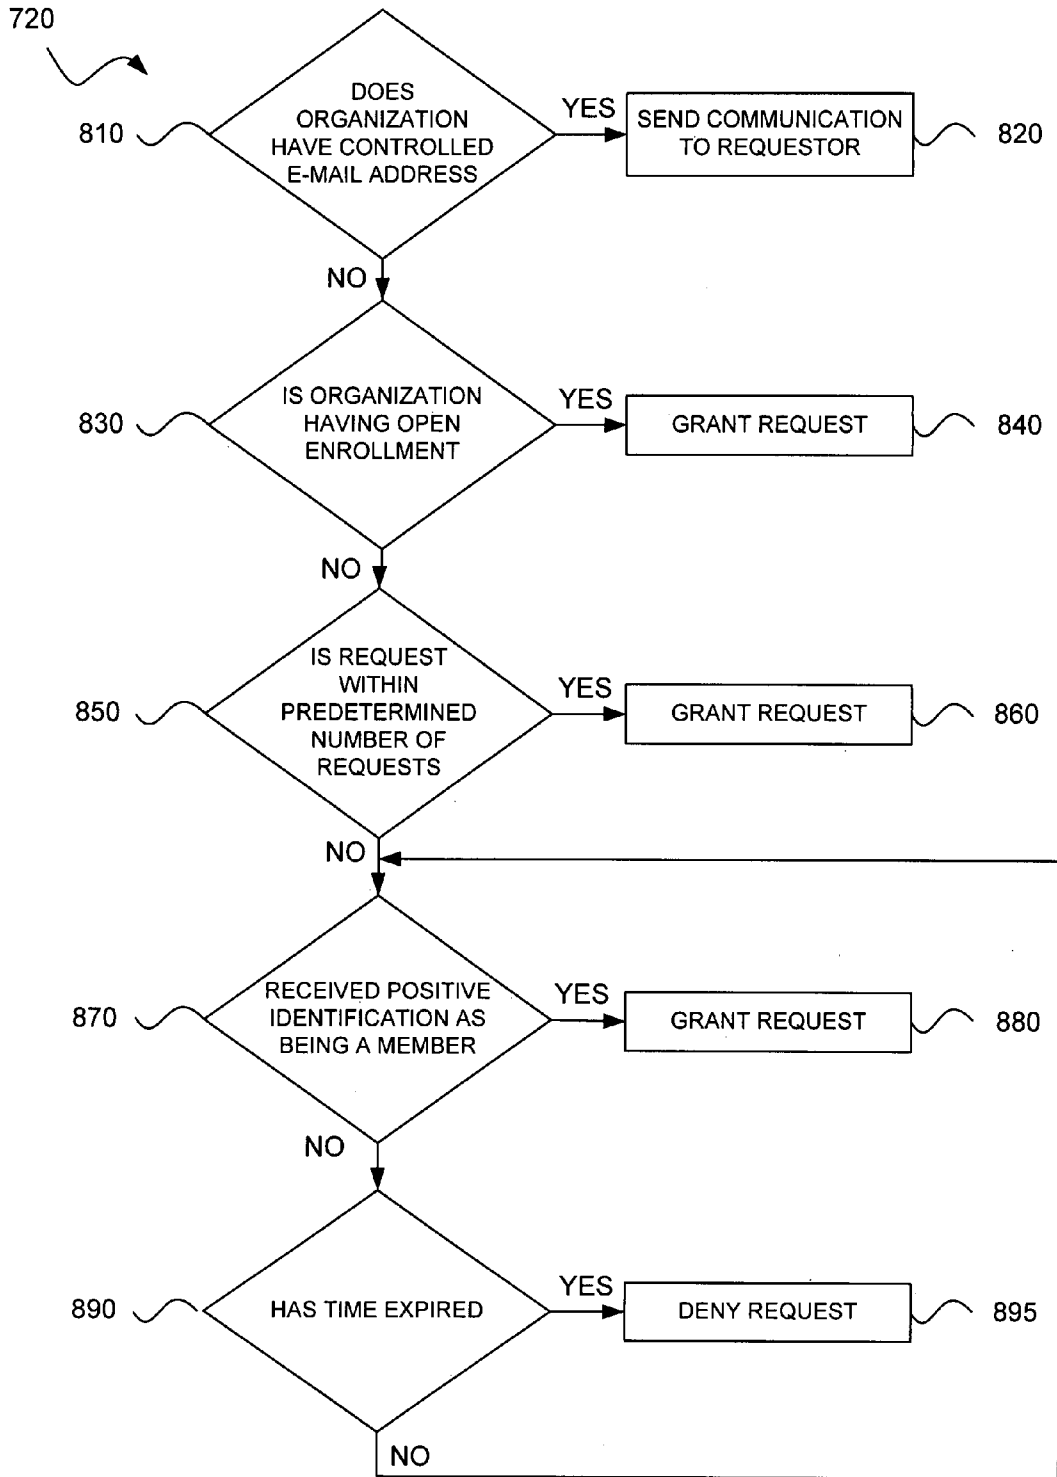 720
810
DOES
ORGANIZATION
HAVE CONTROLLED
E-MAIL ADDRESS
YES
SEND COMMUNICATION
TO REQUESTOR
820
NO
830
IS ORGANIZATION
HAVING OPEN
ENROLLMENT
YES
GRANT REQUEST
840
NO
850
IS REQUEST
WITHIN
PREDETERMINED
NUMBER OF
REQUESTS
YES
GRANT REQUEST
860
NO
870
RECEIVED POSITIVE
IDENTIFICATION AS
BEING A MEMBER
YES
GRANT REQUEST
880
NO
890
HAS TIME EXPIRED
YES
DENY REQUEST
895
NO